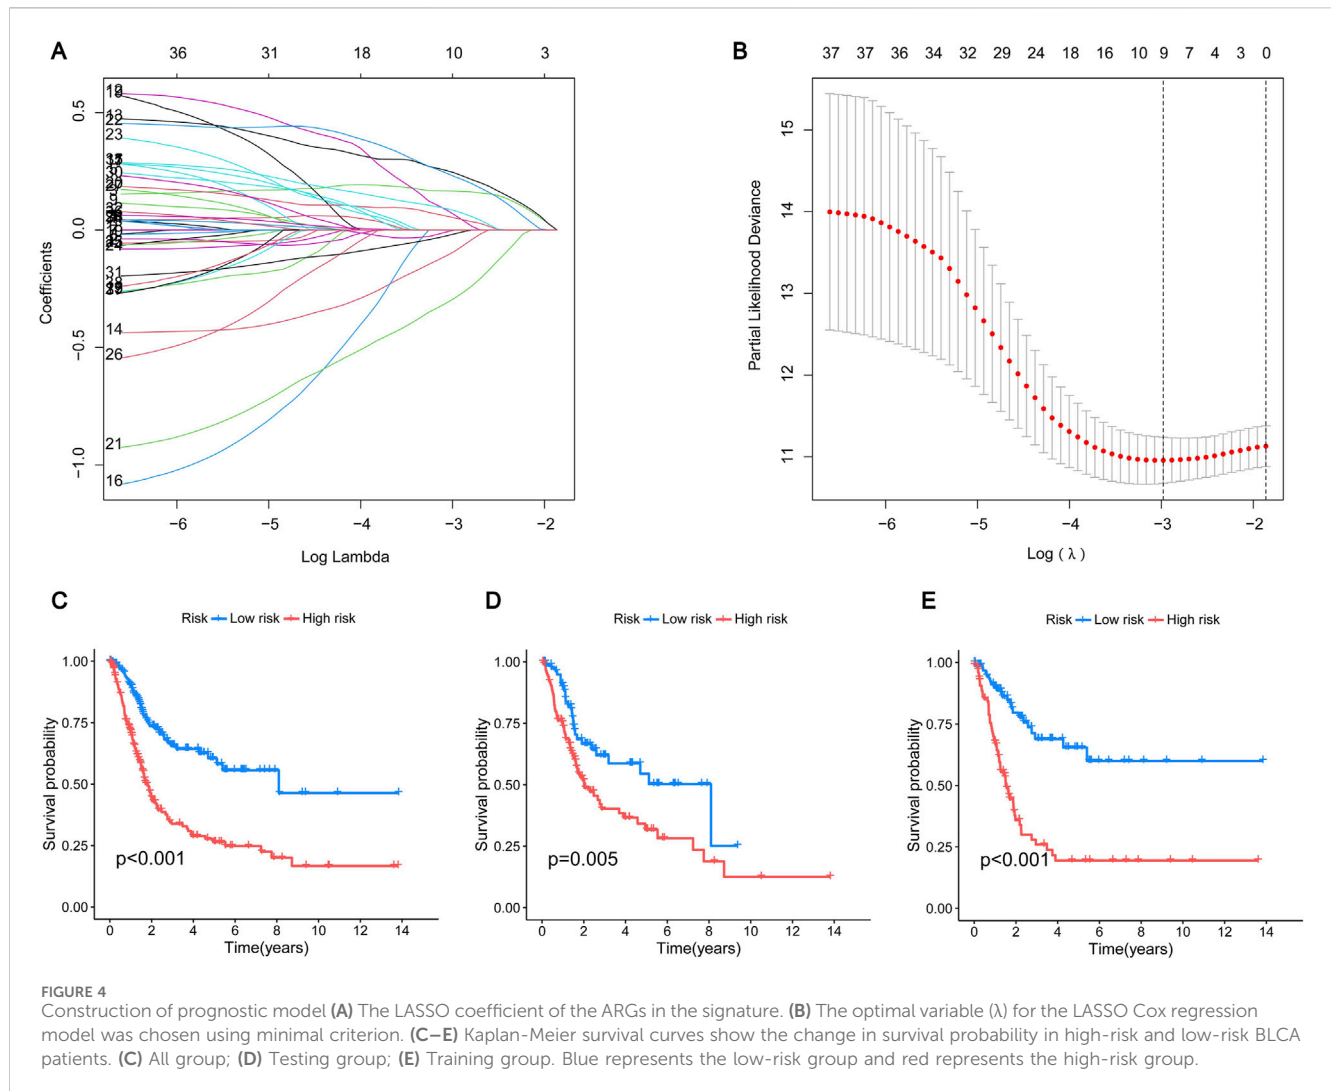 A
36 31 18 10 3
Coefficients
0.5
0.0
−0.5
−1.0
22
23
9
31
14
26
21
16
−6 −5 −4 −3 −2
Log Lambda
B
37 37 36 34 32 29 24 18 16 10 9 7 4 3 0
Partial Likelihood Deviance
15
14
13
12
11
−6 −5 −4 −3 −2
Log ( λ )
C
Risk Low risk High risk
Survival probability
1.00
0.75
0.50
0.25
0.00
p<0.001
0 2 4 6 8 10 12 14
Time(years)
D
Risk Low risk High risk
Survival probability
1.00
0.75
0.50
0.25
0.00
p=0.005
0 2 4 6 8 10 12 14
Time(years)
E
Risk Low risk High risk
Survival probability
1.00
0.75
0.50
0.25
0.00
p<0.001
0 2 4 6 8 10 12 14
Time(years)
FIGURE 4
Construction of prognostic model (A) The LASSO coefficient of the ARGs in the signature. (B) The optimal variable (λ) for the LASSO Cox regression
model was chosen using minimal criterion. (C–E) Kaplan-Meier survival curves show the change in survival probability in high-risk and low-risk BLCA
patients. (C) All group; (D) Testing group; (E) Training group. Blue represents the low-risk group and red represents the high-risk group.